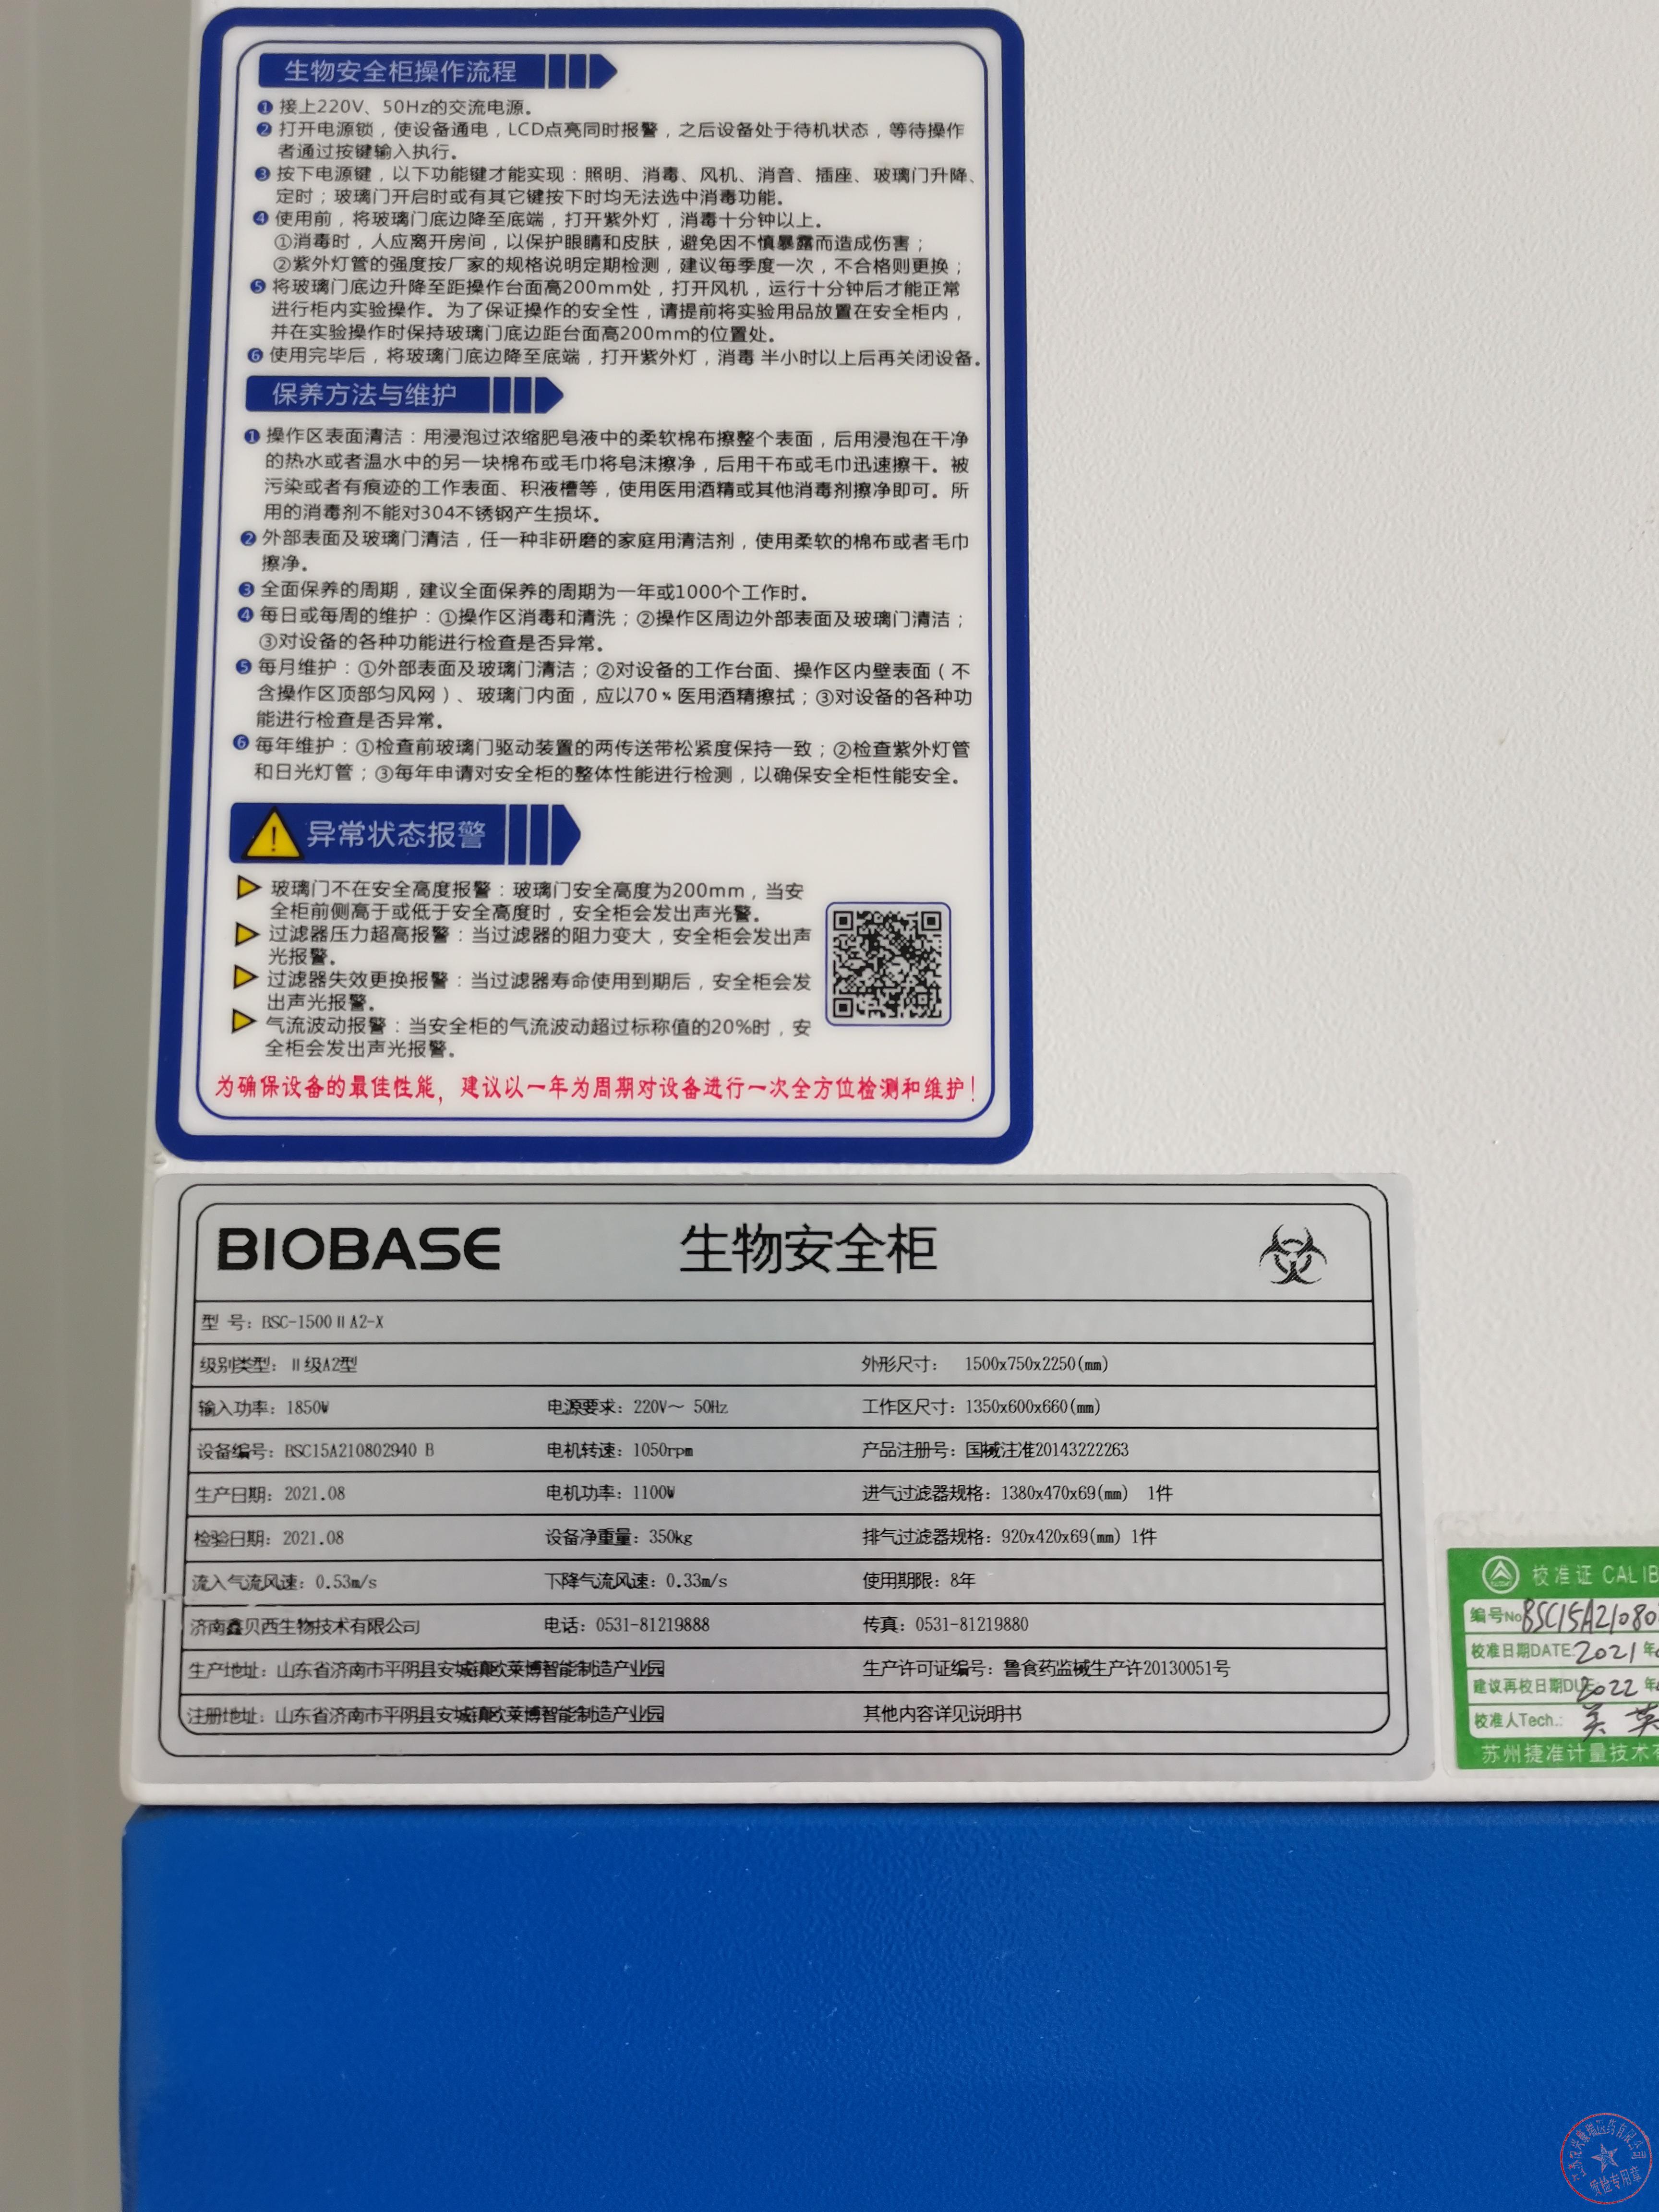 生物安全柜操作流程
❶ 接上220V、50Hz的交流电源。
❷ 打开电源锁，使设备通电，LCD点亮同时报警，之后设备处于待机状态，等待操作
者通过按键输入执行。
❸ 按下电源键，以下功能键才能实现：照明、消毒、风机、消音、插座、玻璃门升降、
定时；玻璃门开启时或有其它键按下时均无法选中消毒功能。
❹ 使用前，将玻璃门底边降至底端，打开紫外灯，消毒十分钟以上。
①消毒时，人应离开房间，以保护眼睛和皮肤，避免因不慎暴露而造成伤害；
②紫外灯管的强度按厂家的规格说明定期检测，建议每季度一次，不合格则更换；
❺ 将玻璃门底边升降至距操作台面高200mm处，打开风机，运行十分钟后才能正常
进行柜内实验操作。为了保证操作的安全性，请提前将实验用品放置在安全柜内，
并在实验操作时保持玻璃门底边距台面高200mm的位置处。
❻ 使用完毕后，将玻璃门底边降至底端，打开紫外灯，消毒 半小时以上后再关闭设备。
保养方法与维护
❶ 操作区表面清洁：用浸泡过浓缩肥皂液中的柔软棉布擦整个表面，后用浸泡在干净
的热水或者温水中的另一块棉布或毛巾将皂沫擦净，后用干布或毛巾迅速擦干。被
污染或者有痕迹的工作表面、积液槽等，使用医用酒精或其他消毒剂擦净即可。所
用的消毒剂不能对304不锈钢产生损坏。
❷ 外部表面及玻璃门清洁，任一种非研磨的家庭用清洁剂，使用柔软的棉布或者毛巾
擦净。
❸ 全面保养的周期，建议全面保养的周期为一年或1000个工作时。
❹ 每日或每周的维护：①操作区消毒和清洗；②操作区周边外部表面及玻璃门清洁；
③对设备的各种功能进行检查是否异常。
❺ 每月维护：①外部表面及玻璃门清洁；②对设备的工作台面、操作区内壁表面（不
含操作区顶部匀风网）、玻璃门内面，应以70%医用酒精擦拭；③对设备的各种功
能进行检查是否异常。
❻ 每年维护：①检查前玻璃门驱动装置的两传送带松紧度保持一致；②检查紫外灯管
和日光灯管；③每年申请对安全柜的整体性能进行检测，以确保安全柜性能安全。
异常状态报警
玻璃门不在安全高度报警：玻璃门安全高度为200mm，当安
全柜前侧高于或低于安全高度时，安全柜会发出声光警。
过滤器压力超高报警：当过滤器的阻力变大，安全柜会发出声
光报警。
过滤器失效更换报警：当过滤器寿命使用到期后，安全柜会发
出声光报警。
气流波动报警：当安全柜的气流波动超过标称值的20%时，安
全柜会发出声光报警。
为确保设备的最佳性能，建议以一年为周期对设备进行一次全方位检测和维护！
BIOBASE 生物安全柜
型 号：BSC-1500ⅡA2-X
级别类型：Ⅱ级A2型 外形尺寸： 1500x750x2250(mm)
输入功率：1850W 电源要求：220V～ 50Hz 工作区尺寸：1350x600x660(mm)
设备编号：BSC15A210802940 B 电机转速：1050rpm 产品注册号：国械注准20143222263
生产日期：2021.08 电机功率：1100W 进气过滤器规格：1380x470x69(mm) 1件
检验日期：2021.08 设备净重量：350kg 排气过滤器规格：920x420x69(mm) 1件
流入气流风速：0.53m/s 下降气流风速：0.33m/s 使用期限：8年
济南鑫贝西生物技术有限公司 电话：0531-81219888 传真：0531-81219880
生产地址：山东省济南市平阴县安城镇欧莱博智能制造产业园 生产许可证编号：鲁食药监械生产许20130051号
注册地址：山东省济南市平阴县安城镇欧莱博智能制造产业园 其他内容详见说明书
校准证 CALIB
编号No BSC15A21080
校准日期DATE: 2021 年
建议再校日期DUE 2022 年
校准人Tech.:
苏州捷准计量技术有
质检专用章